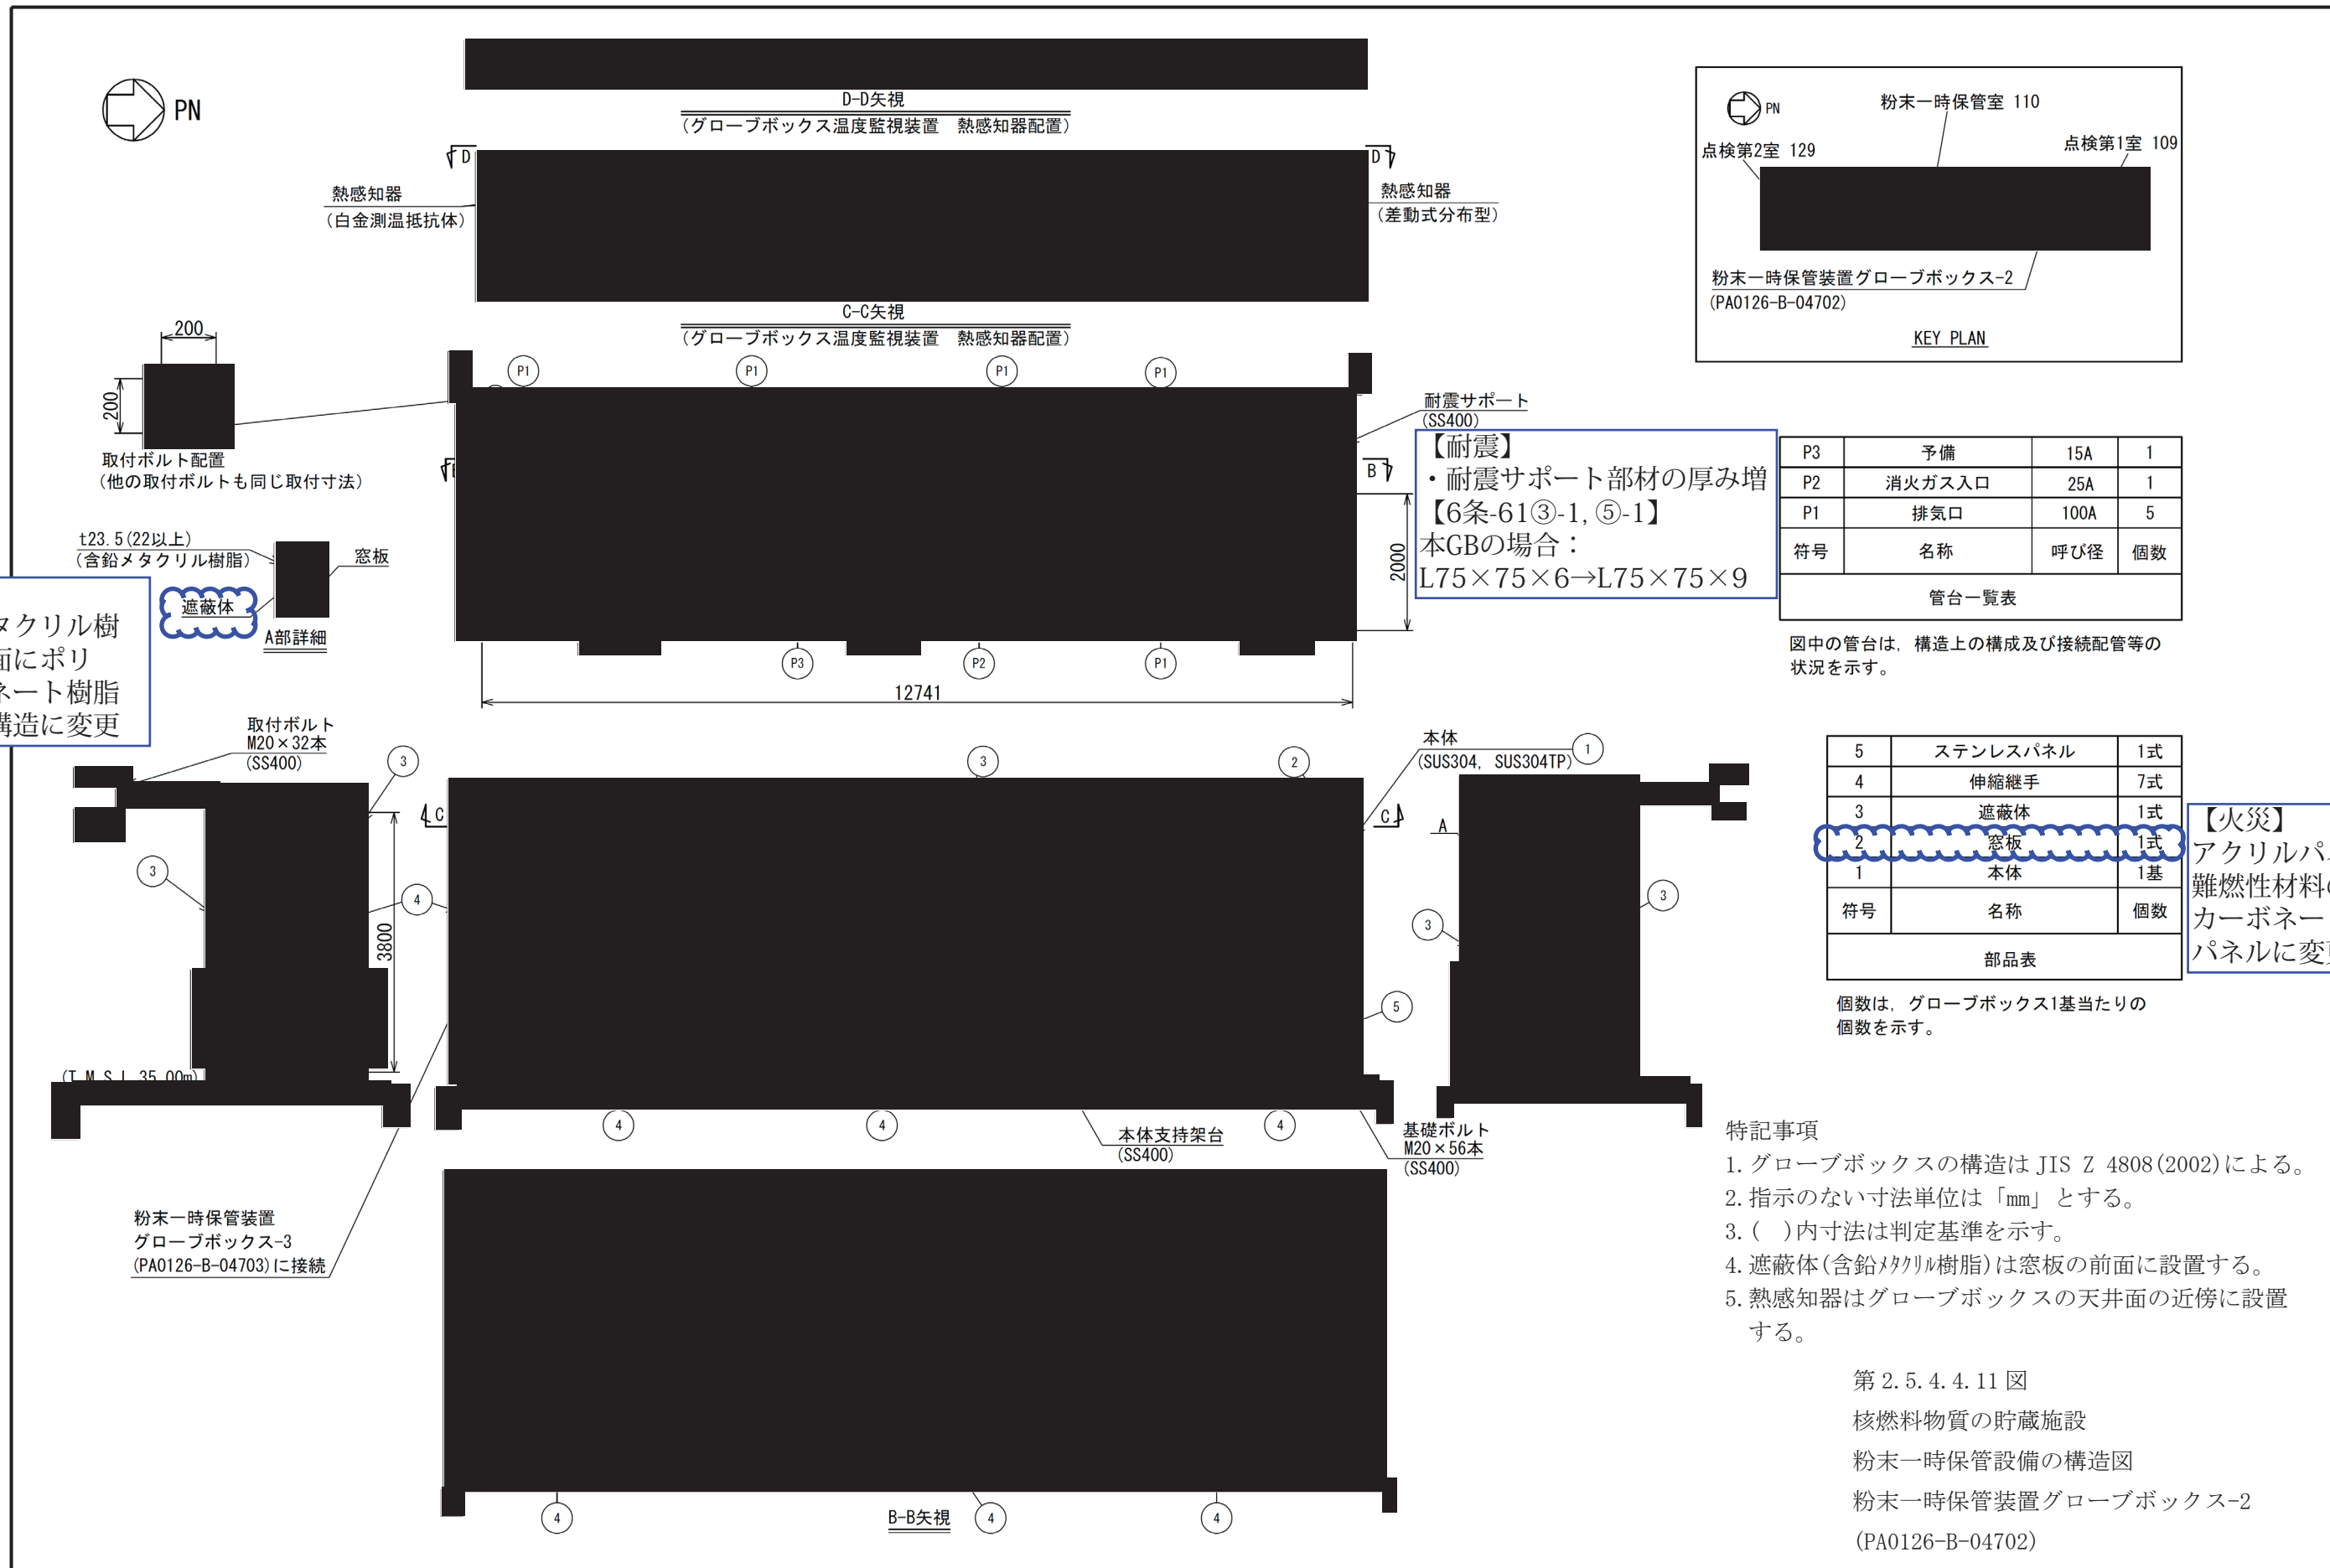 PN
D-D矢視
(グローブボックス温度監視装置　熱感知器配置)
D
D
熱感知器
(白金測温抵抗体)
熱感知器
(差動式分布型)
C-C矢視
(グローブボックス温度監視装置　熱感知器配置)
PN
粉末一時保管室 110
点検第2室 129
点検第1室 109
粉末一時保管装置グローブボックス-2
(PA0126-B-04702)
KEY PLAN
200
200
取付ボルト配置
(他の取付ボルトも同じ取付寸法)
P1
P1
P1
P1
耐震サポート
(SS400)
B
2000
【耐震】
・耐震サポート部材の厚み増
【6条-61③-1, ⑤-1】
本GBの場合：
L75×75×6→L75×75×9
P3 予備 15A 1
P2 消火ガス入口 25A 1
P1 排気口 100A 5
符号 名称 呼び径 個数
管台一覧表
図中の管台は，構造上の構成及び接続配管等の
状況を示す。
t23.5(22以上)
(含鉛メタクリル樹脂)
窓板
遮蔽体
A部詳細
タクリル樹
面にポリ
ネート樹脂
構造に変更
P3
P2
P1
12741
取付ボルト
M20×32本
(SS400)
3
3
2
本体
(SUS304, SUS304TP)
1
C
C
A
3
4
3800
3
3
5
(T.M.S.L.35.00m)
4
4
4
本体支持架台
(SS400)
基礎ボルト
M20×56本
(SS400)
5 ステンレスパネル 1式
4 伸縮継手 7式
3 遮蔽体 1式
2 窓板 1式
1 本体 1基
符号 名称 個数
部品表
個数は，グローブボックス1基当たりの
個数を示す。
【火災】
アクリルパ
難燃性材料
カーボネー
パネルに変
粉末一時保管装置
グローブボックス-3
(PA0126-B-04703)に接続
4
B-B矢視
4
4
特記事項
1. グローブボックスの構造は JIS Z 4808(2002)による。
2. 指示のない寸法単位は「mm」とする。
3. (　)内寸法は判定基準を示す。
4. 遮蔽体(含鉛ﾒﾀｸﾘﾙ樹脂)は窓板の前面に設置する。
5. 熱感知器はグローブボックスの天井面の近傍に設置
する。
第 2.5.4.4.11 図
核燃料物質の貯蔵施設
粉末一時保管設備の構造図
粉末一時保管装置グローブボックス-2
(PA0126-B-04702)